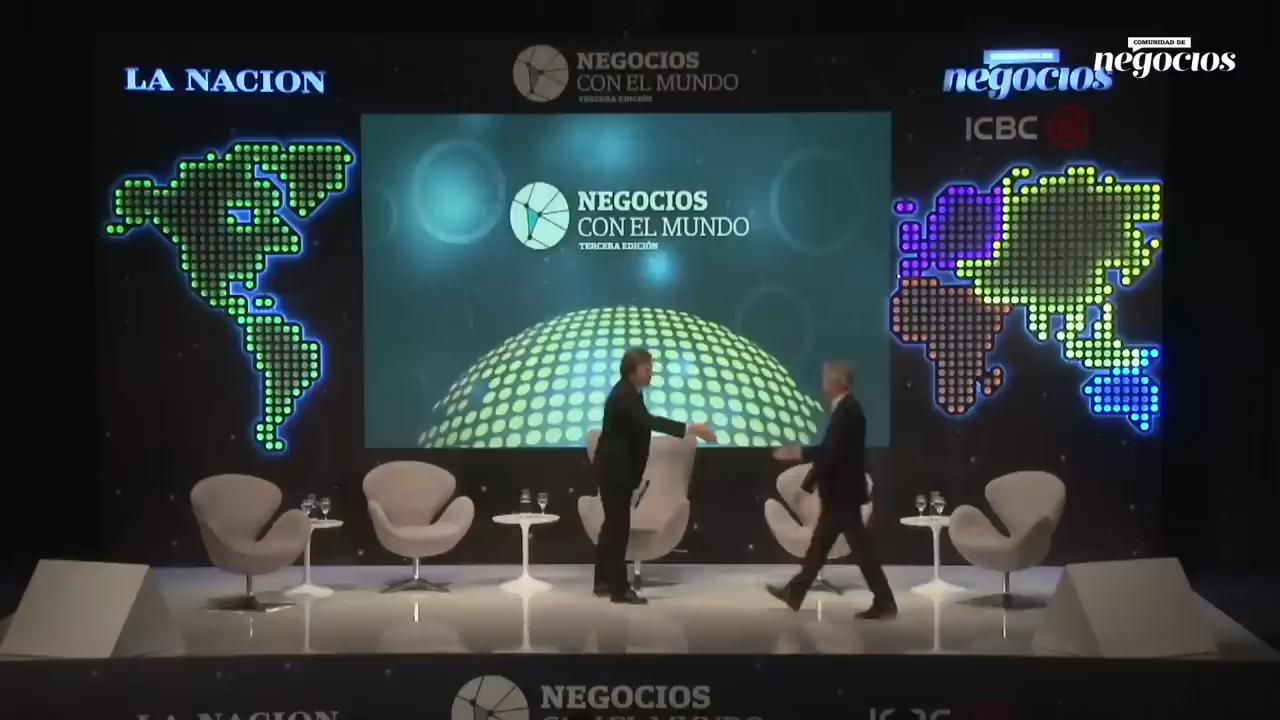 LA NACION
NEGOCIOS
CON EL MUNDO
TERCERA EDICIÓN
negocios
COMUNIDAD DE
negocios
ICBC
NEGOCIOS
CON EL MUNDO
TERCERA EDICIÓN
NEGOCIOS